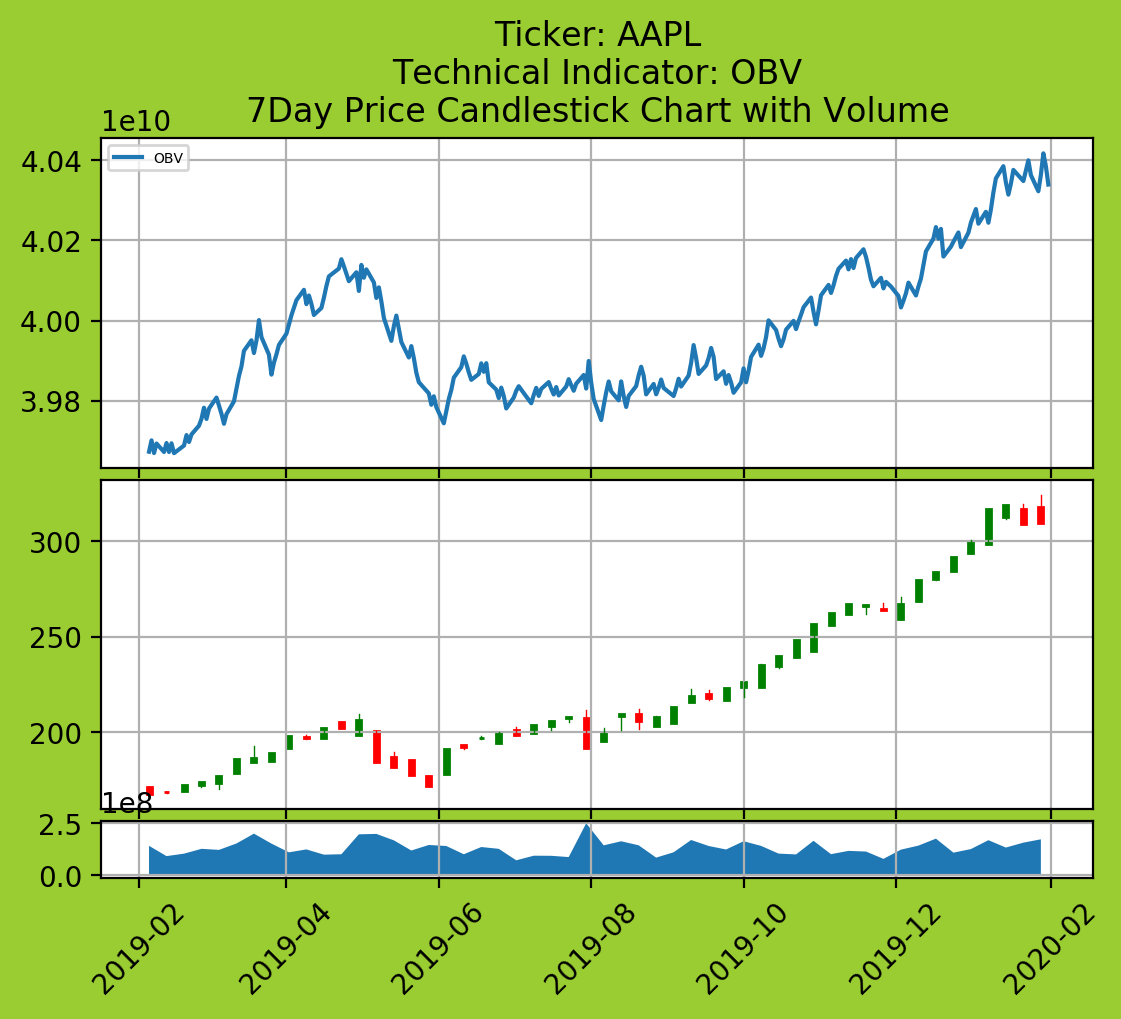 Ticker: AAPL
Technical Indicator: OBV
7Day Price Candlestick Chart with Volume
1e10
OBV
4.04
4.02
4.00
3.98
300
250
200
1e8
2.5
0.0
2019-02
2019-04
2019-06
2019-08
2019-10
2019-12
2020-02